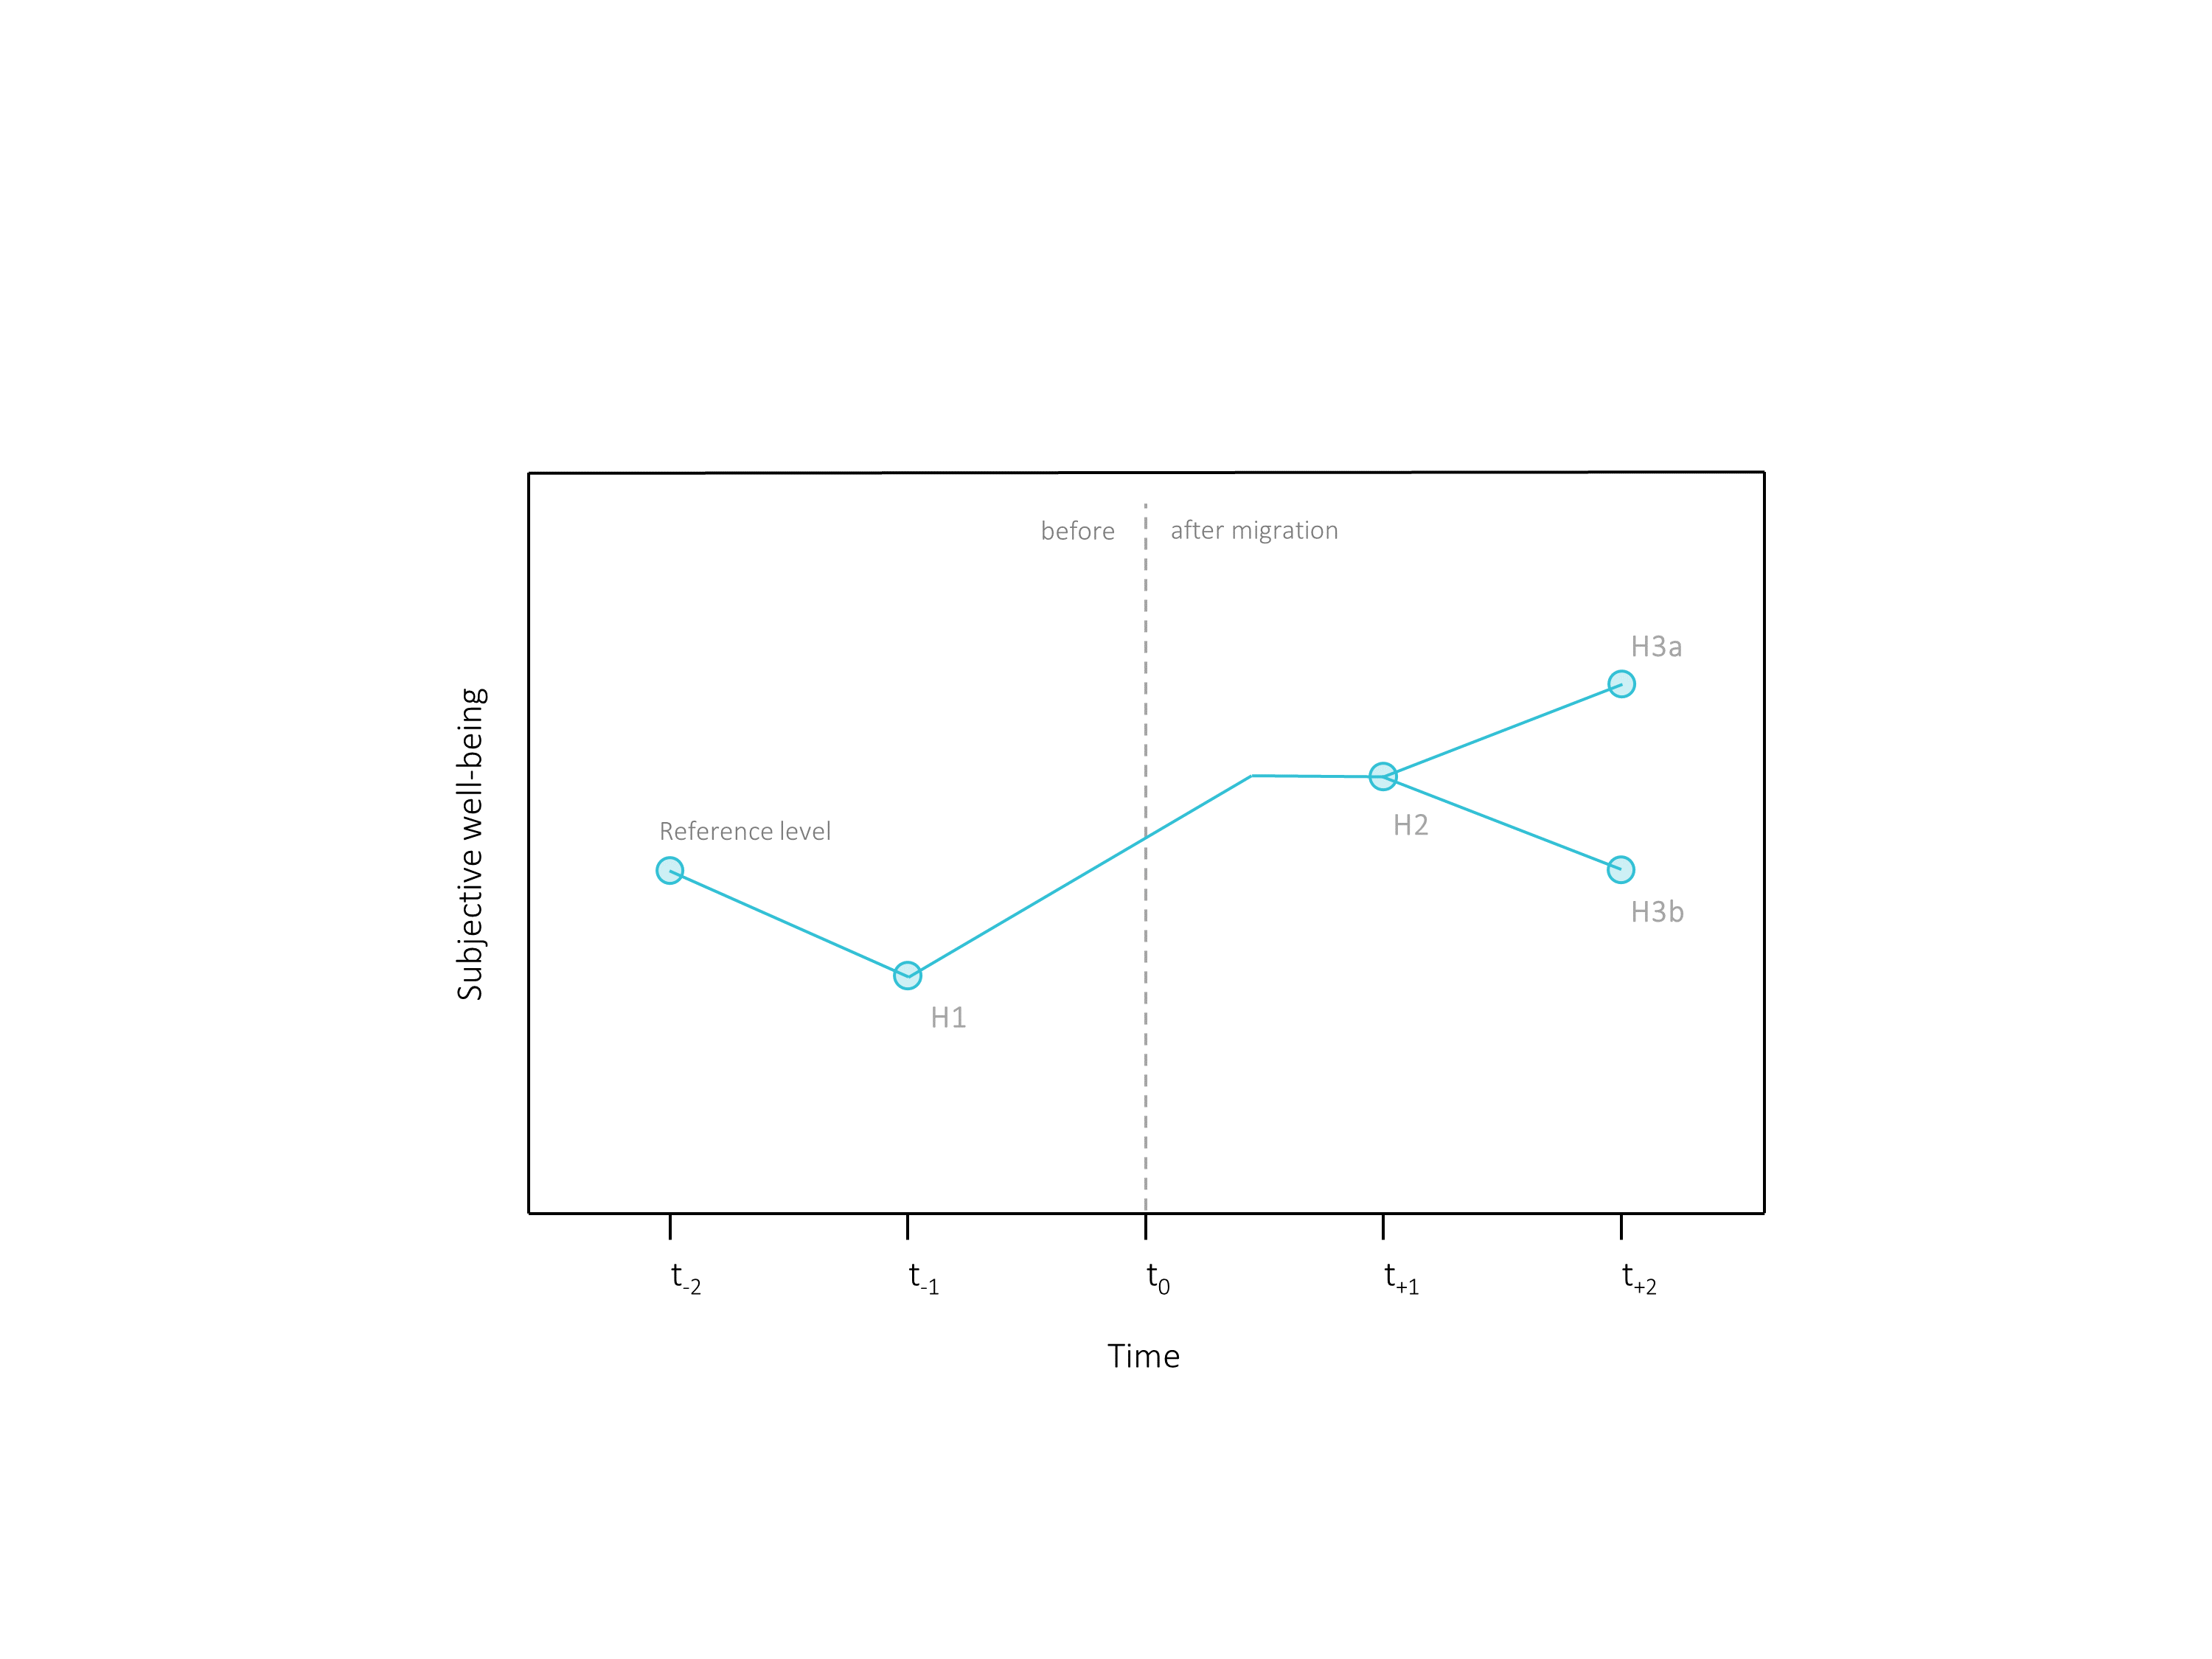 before
after migration
H3a
Subjective well-being
Reference level
H2
H3b
H1
t-2
t-1
t0
t+1
t+2
Time